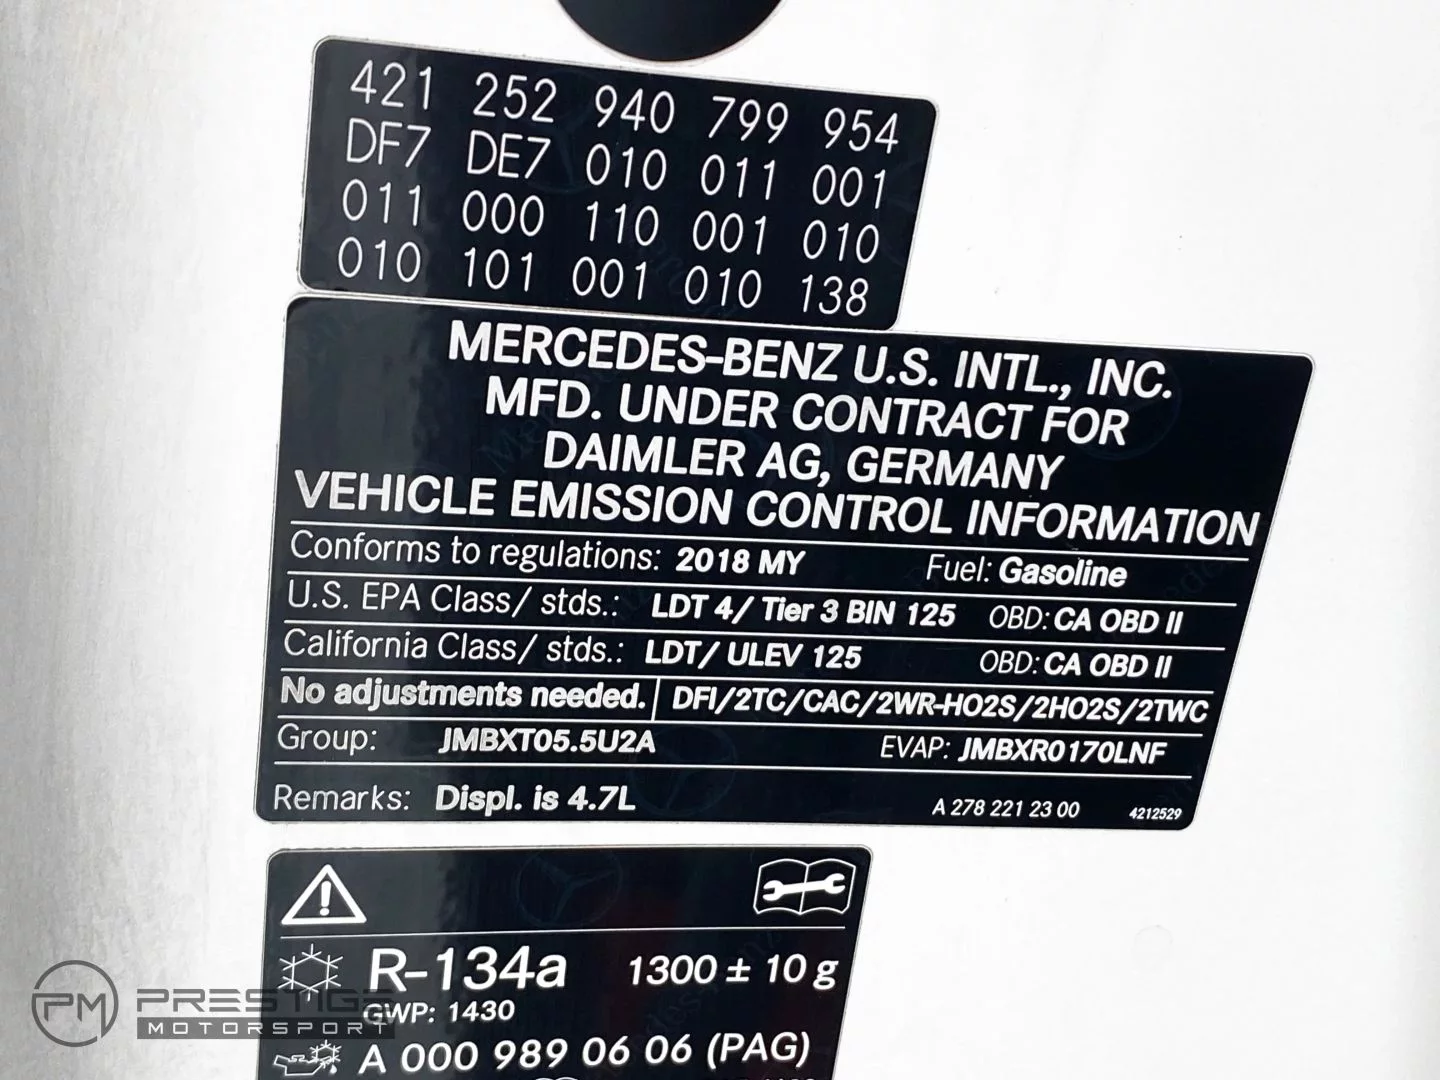 421 252 940 799 954
DF7 DE7 010 011 001
011 000 110 001 010
010 101 001 010 138
MERCEDES-BENZ U.S. INTL., INC.
MFD. UNDER CONTRACT FOR
DAIMLER AG, GERMANY
VEHICLE EMISSION CONTROL INFORMATION
Conforms to regulations: 2018 MY Fuel: Gasoline
U.S. EPA Class/ stds.: LDT 4/ Tier 3 BIN 125 OBD: CA OBD II
California Class/ stds.: LDT/ ULEV 125 OBD: CA OBD II
No adjustments needed. DFI/2TC/CAC/2WR-HO2S/2HO2S/2TWC
Group: JMBXT05.5U2A EVAP: JMBXR0170LNF
Remarks: Displ. is 4.7L A 278 221 23 00 4212529
R-134a 1300 ± 10 g
GWP: 1430
A 000 989 06 06 (PAG)
PM PRESTIGE
MOTORSPORT